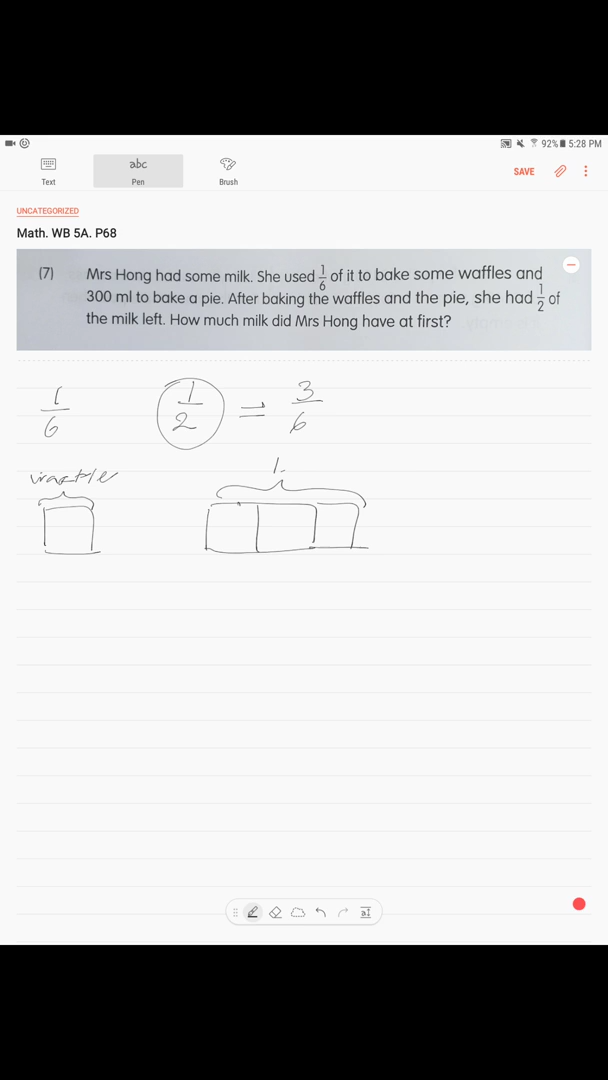 92% 5:28 PM
abc
Text Pen Brush
SAVE
UNCATEGORIZED
Math. WB 5A. P68
(7) Mrs Hong had some milk. She used 1/6 of it to bake some waffles and
300 ml to bake a pie. After baking the waffles and the pie, she had 1/2 of
the milk left. How much milk did Mrs Hong have at first?
1/6 1/2 = 3/6
aI